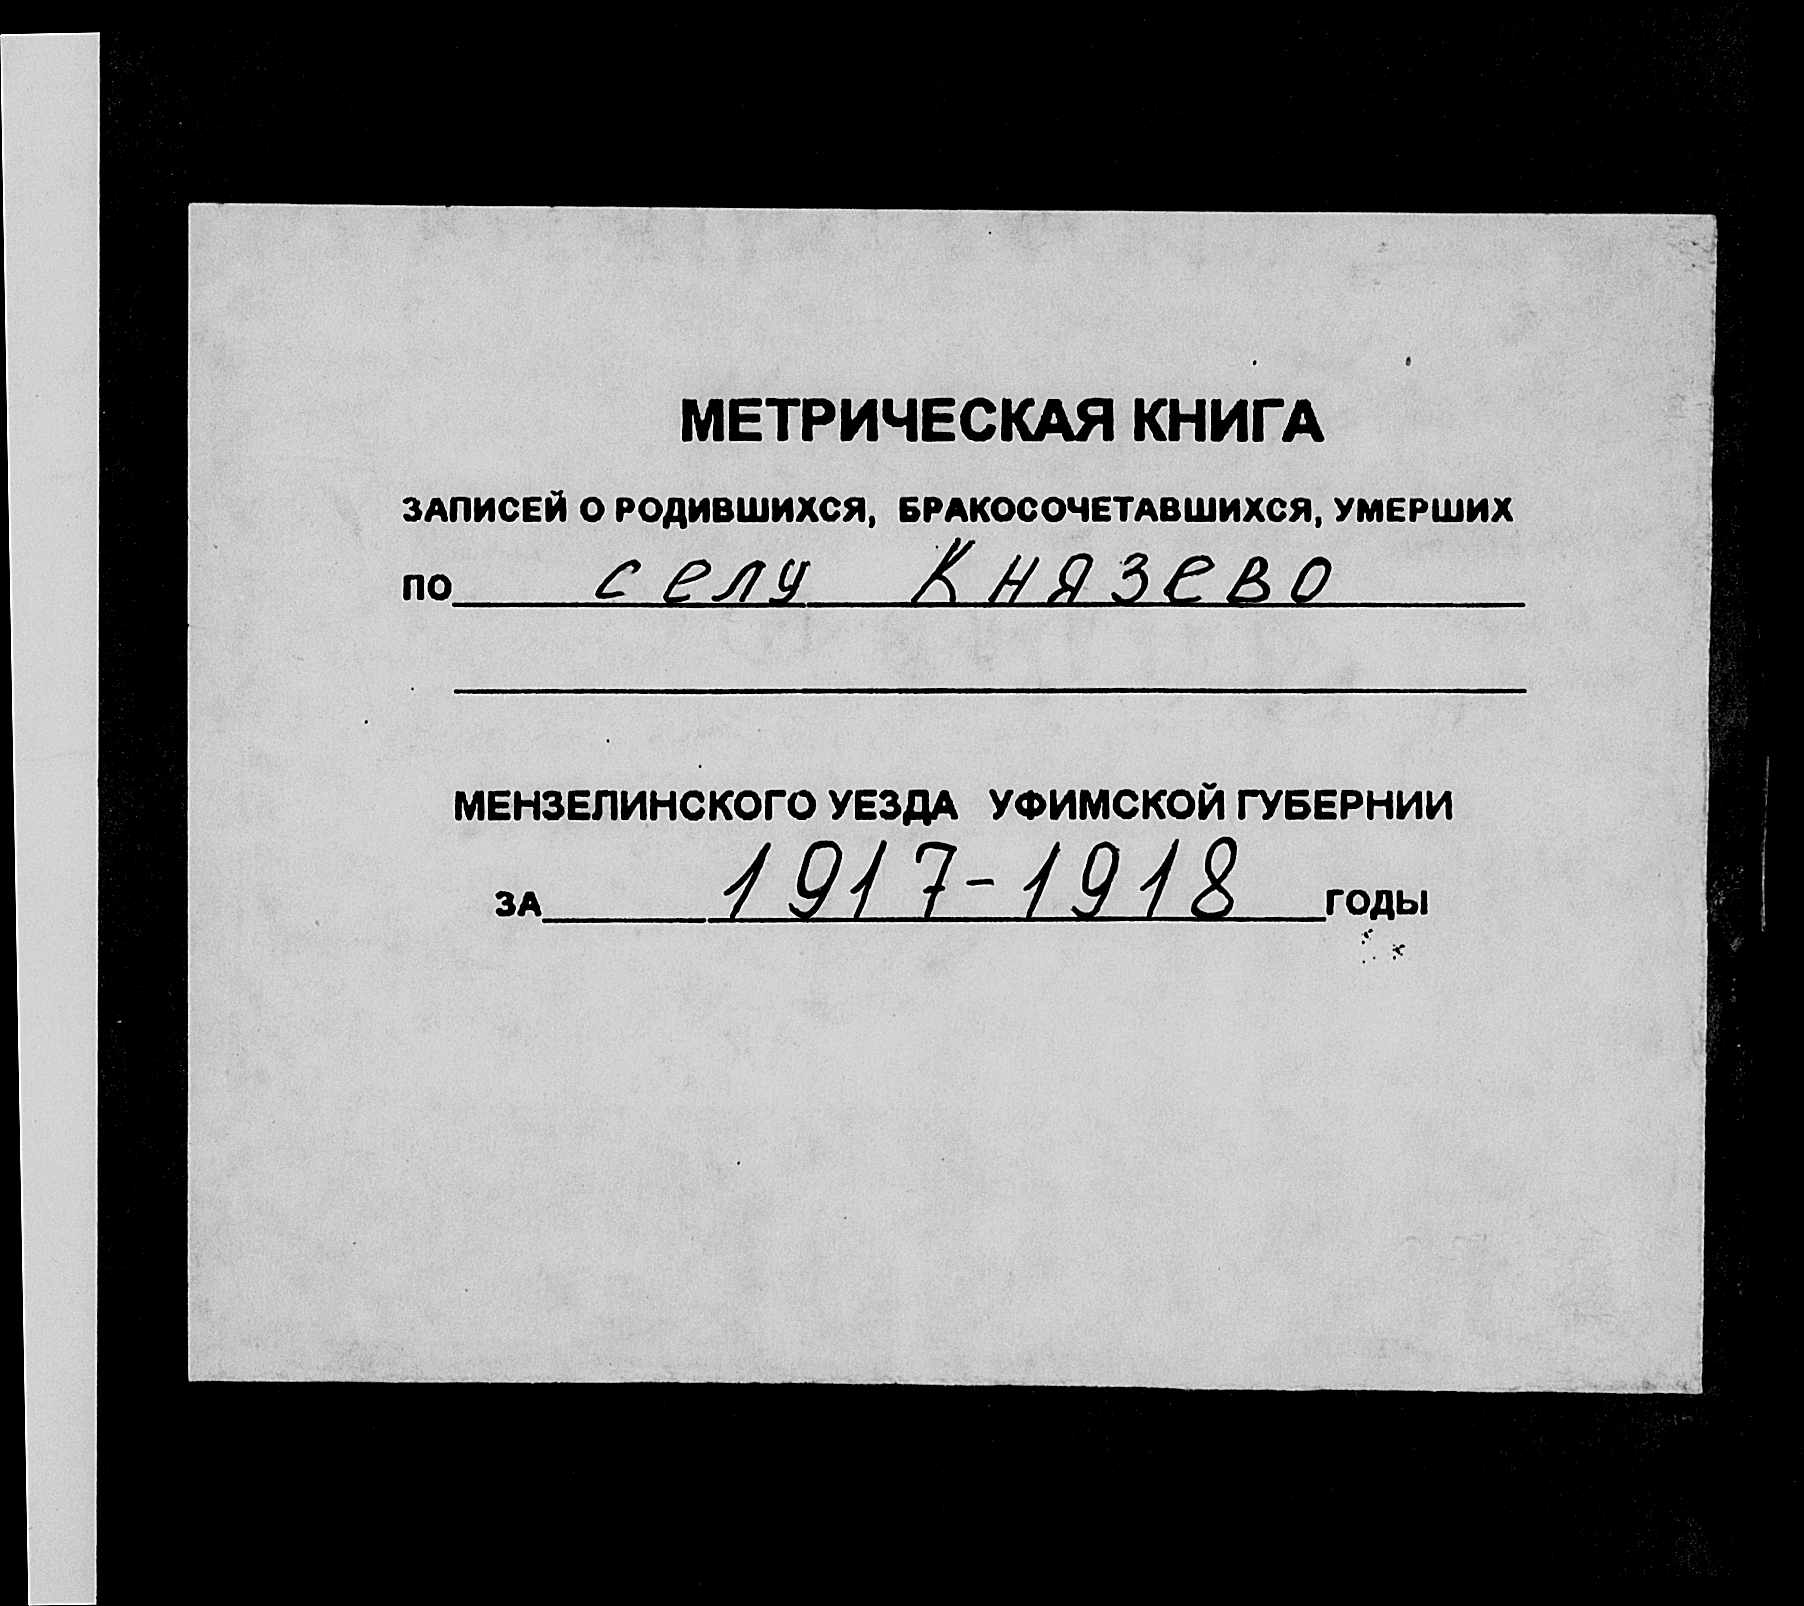 МЕТРИЧЕСКАЯ КНИГА
ЗАПИСЕЙ О РОДИВШИХСЯ, БРАКОСОЧЕТАВШИХСЯ, УМЕРШИХ
ПО селу Князево
МЕНЗЕЛИНСКОГО УЕЗДА УФИМСКОЙ ГУБЕРНИИ
ЗА 1917-1918 ГОДЫ